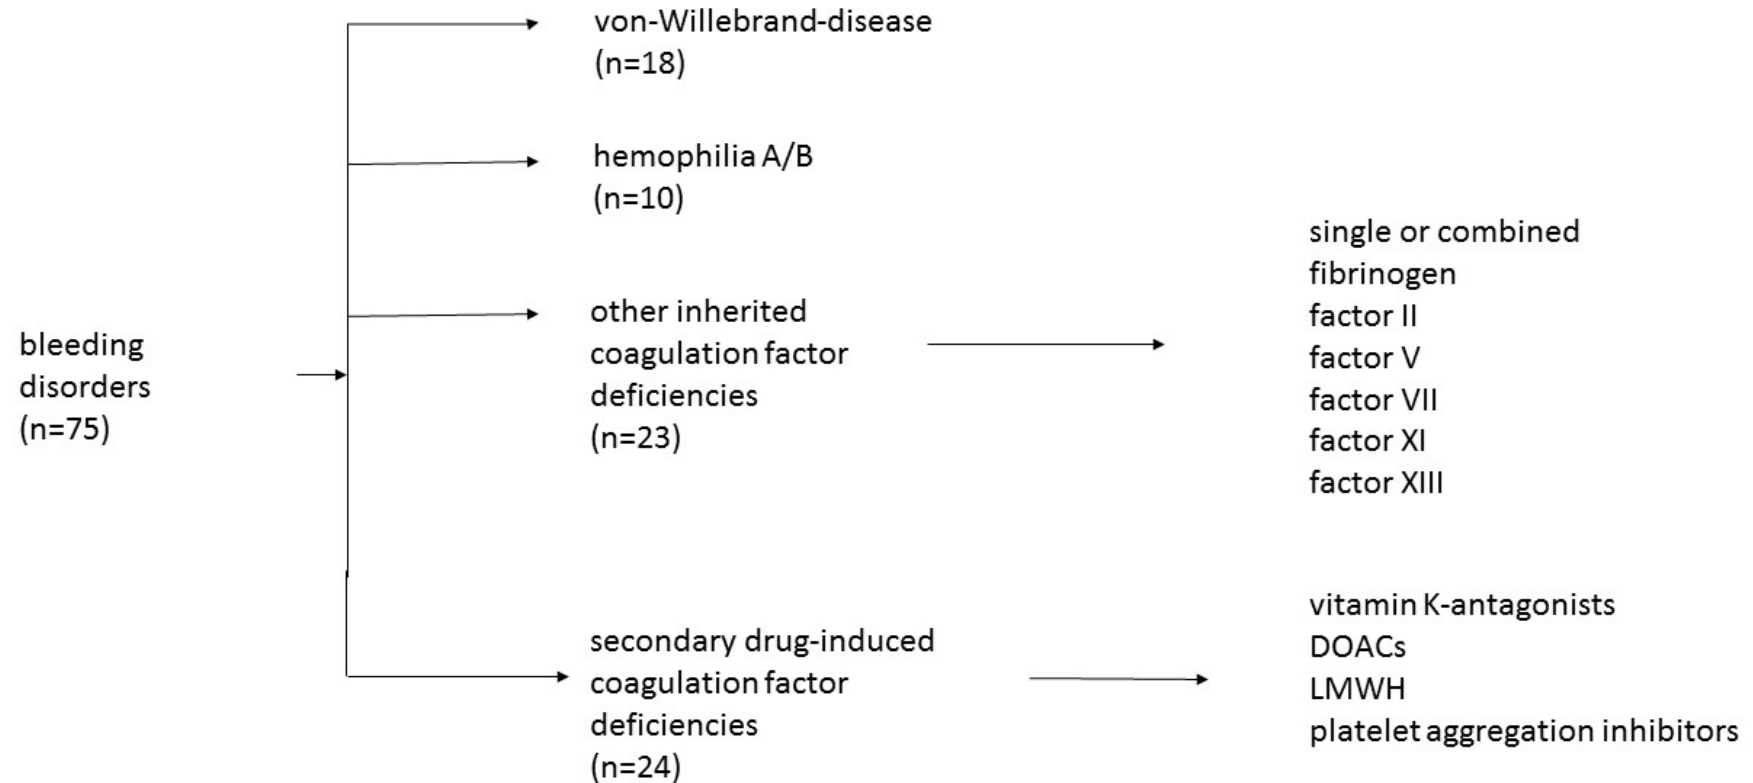 bleeding
disorders
(n=75)
von-Willebrand-disease
(n=18)
hemophilia A/B
(n=10)
other inherited
coagulation factor
deficiencies
(n=23)
single or combined
fibrinogen
factor II
factor V
factor VII
factor XI
factor XIII
secondary drug-induced
coagulation factor
deficiencies
(n=24)
vitamin K-antagonists
DOACs
LMWH
platelet aggregation inhibitors